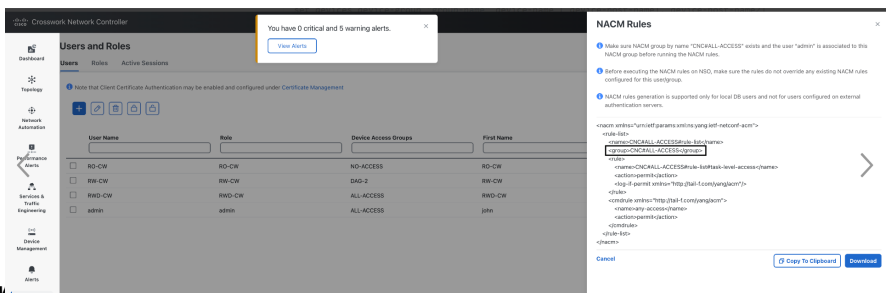 CISCO Crosswork Network Controller
You have 0 critical and 5 warning alerts.
View Alerts
Dashboard
Topology
Network
Automation
Performance
Alerts
Services &
Traffic
Engineering
Device
Management
Alerts
Users and Roles
Users Roles Active Sessions
Note that Client Certificate Authentication may be enabled and configured under Certificate Management
User Name Role Device Access Groups First Name
RO-CW RO-CW NO-ACCESS RO-CW
RW-CW RW-CW DAG-2 RW-CW
RWD-CW RWD-CW ALL-ACCESS RWD-CW
admin admin ALL-ACCESS john
NACM Rules
Make sure NACM group by name "CNC#ALL-ACCESS" exists and the user "admin" is associated to this
NACM group before running the NACM rules.
Before executing the NACM rules on NSO, make sure the rules do not override any existing NACM rules
configured for this user/group.
NACM rules generation is supported only for local DB users and not for users configured on external
authentication servers.
<nacm xmlns="urn:ietf:params:xml:ns:yang:ietf-netconf-acm">
<rule-list>
<name>CNC#ALL-ACCESS#rule-list</name>
<group>CNC#ALL-ACCESS</group>
<rule>
<name>CNC#ALL-ACCESS#rule-list#task-level-access</name>
<action>permit</action>
<log-if-permit xmlns="http://tail-f.com/yang/acm"/>
</rule>
<cmdrule xmlns="http://tail-f.com/yang/acm">
<name>any-access</name>
<action>permit</action>
</cmdrule>
</rule-list>
</nacm>
Cancel
Copy To Clipboard
Download